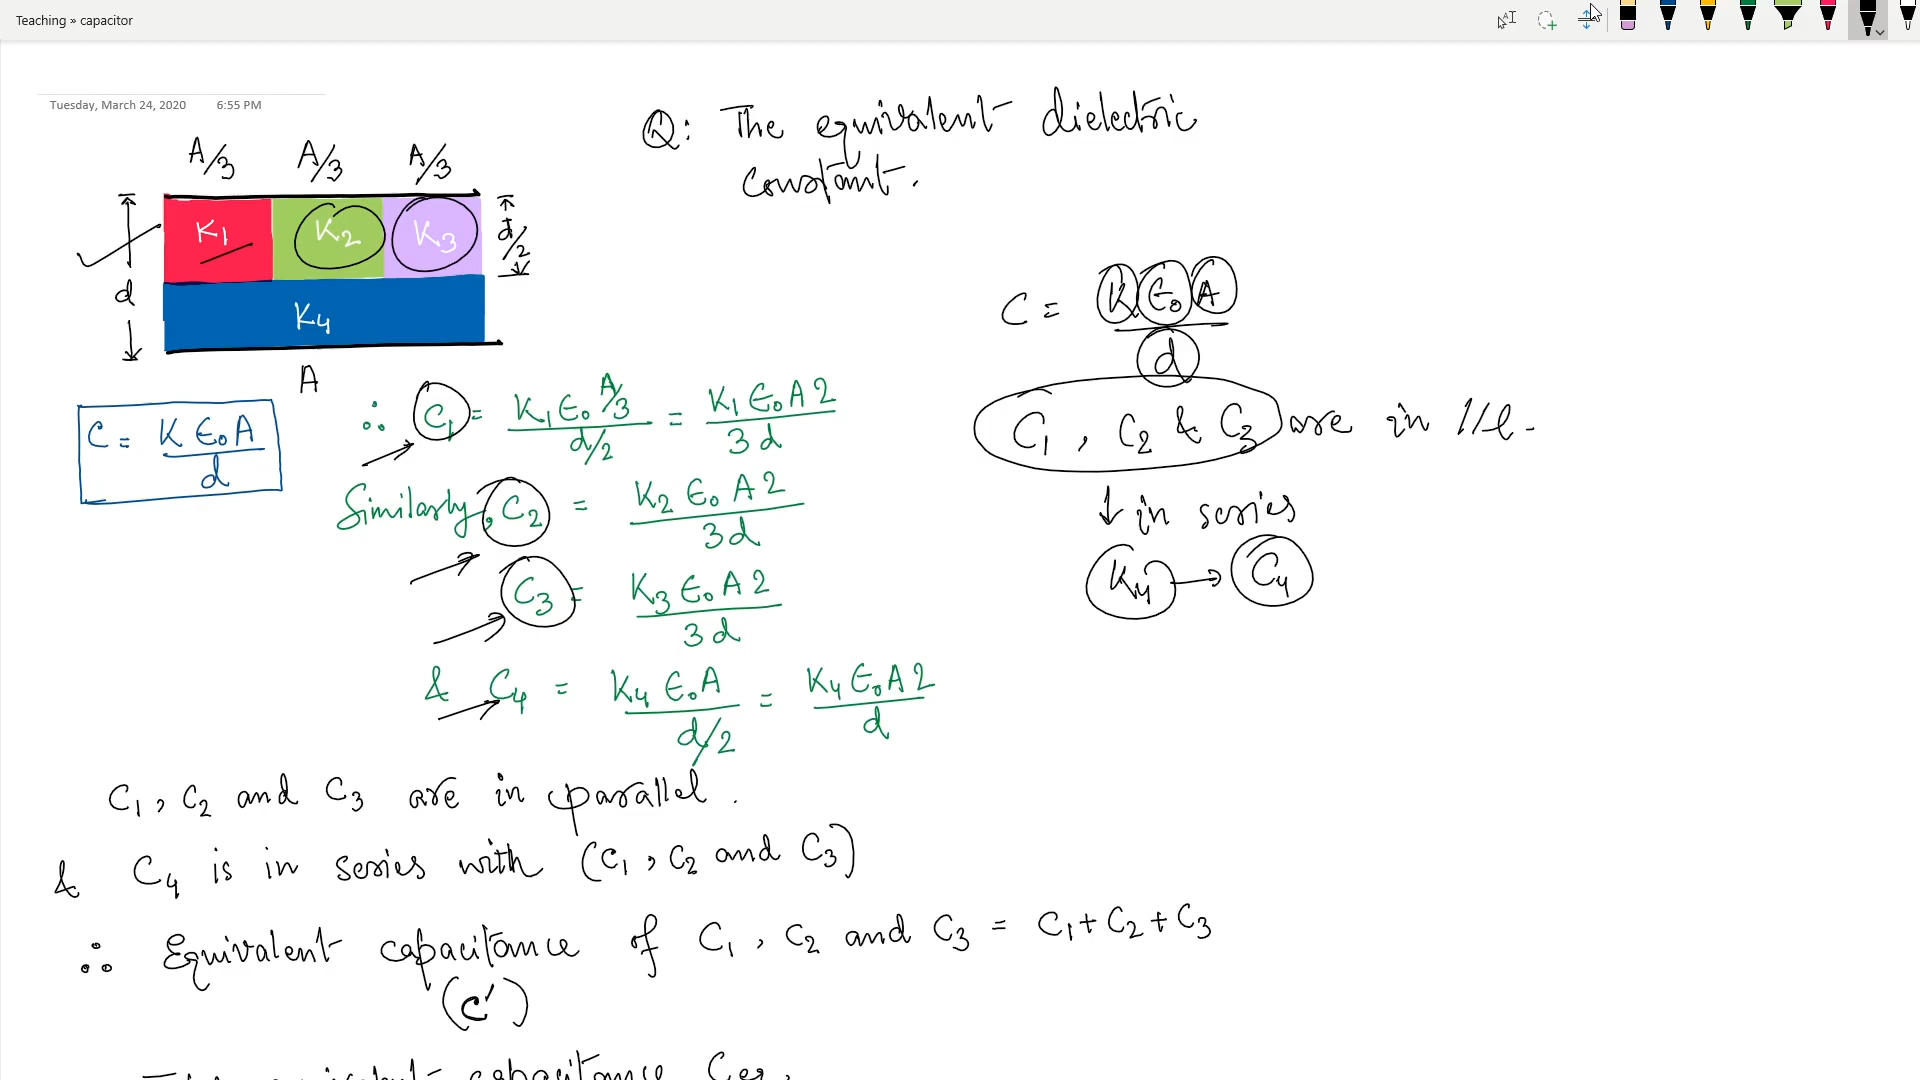 Teaching » capacitor
Tuesday, March 24, 2020 6:55 PM
Q: The equivalent dielectric
constant.
A/3 A/3 A/3
K1 K2 K3
d/2
d
K4
A
C = K ϵ0 A / d
C = K ϵ0 A / d
∴ C1 = K1 ϵ0 A/3 / d/2 = K1 ϵ0 A 2 / 3d
C1, C2 & C3 are in //l.
Similarly, C2 = K2 ϵ0 A 2 / 3d
↓ in series
K4 → C4
C3 = K3 ϵ0 A 2 / 3d
& C4 = K4 ϵ0 A / d/2 = K4 ϵ0 A 2 / d
C1, C2 and C3 are in parallel.
& C4 is in series with (C1, C2 and C3)
∴ Equivalent capacitance of C1, C2 and C3 = C1 + C2 + C3
(C′)
equivalent capacitance Ceq.